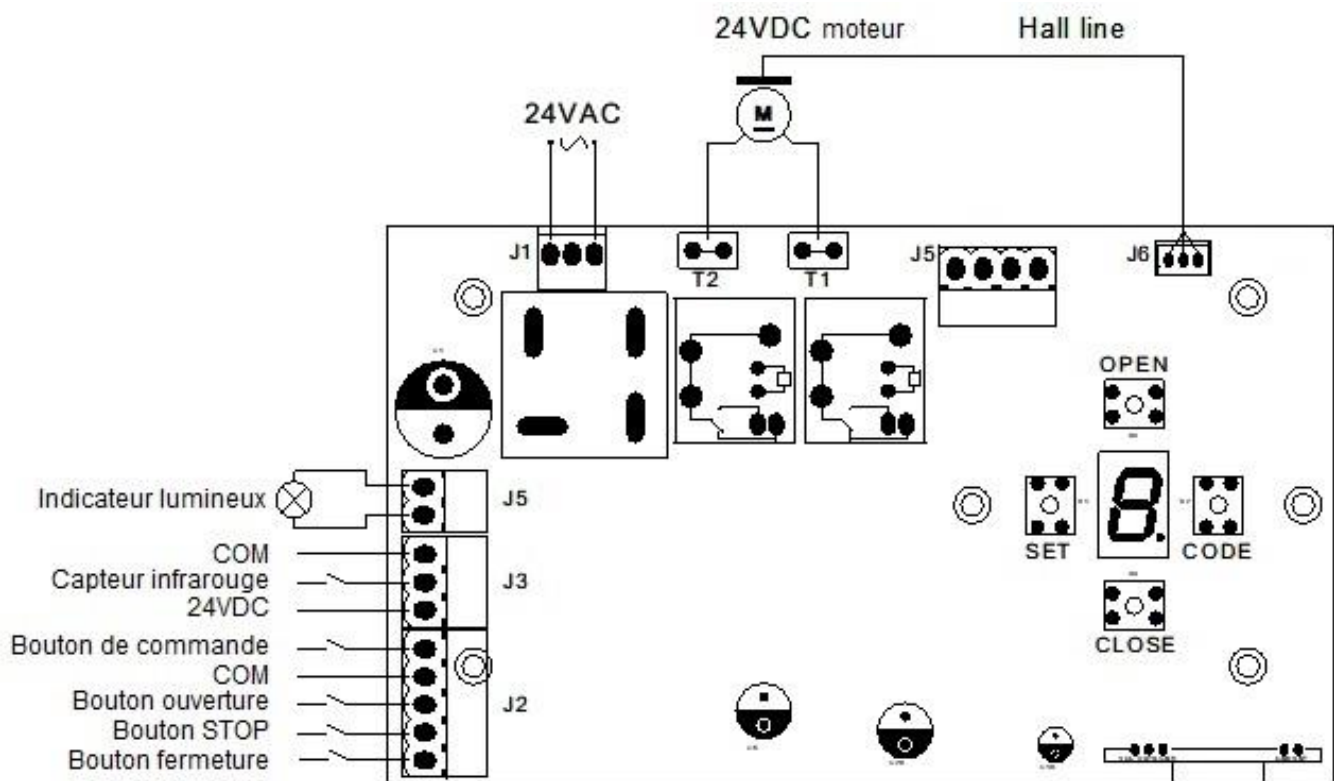 24VDC moteur
Hall line
24VAC
M
J1
T2
T1
J5
J6
OPEN
Indicateur lumineux
J5
SET
8.
CODE
COM
Capteur infrarouge
24VDC
J3
CLOSE
Bouton de commande
COM
Bouton ouverture
Bouton STOP
Bouton fermeture
J2